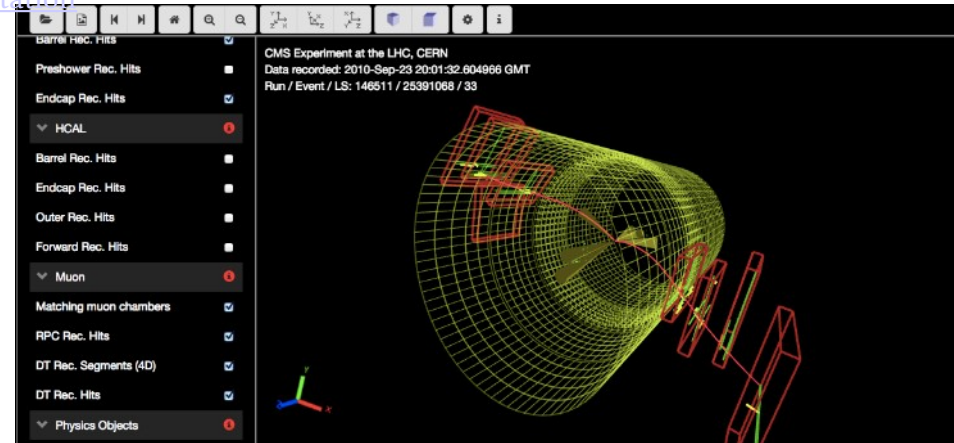 tation
Barrel Rec. Hits
Preshower Rec. Hits
Endcap Rec. Hits
HCAL
Barrel Rec. Hits
Endcap Rec. Hits
Outer Rec. Hits
Forward Rec. Hits
Muon
Matching muon chambers
RPC Rec. Hits
DT Rec. Segments (4D)
DT Rec. Hits
Physics Objects
CMS Experiment at the LHC, CERN
Data recorded: 2010-Sep-23 20:01:32.604966 GMT
Run / Event / LS: 146511 / 25391068 / 33
Y
X
Z